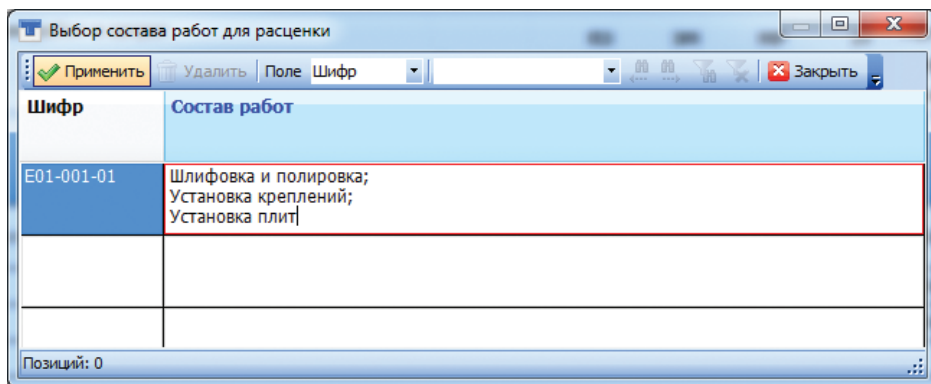 Выбор состава работ для расценки
Применить Удалить Поле Шифр Закрыть
Шифр Состав работ
E01-001-01 Шлифовка и полировка;
Установка креплений;
Установка плит
Позиций: 0